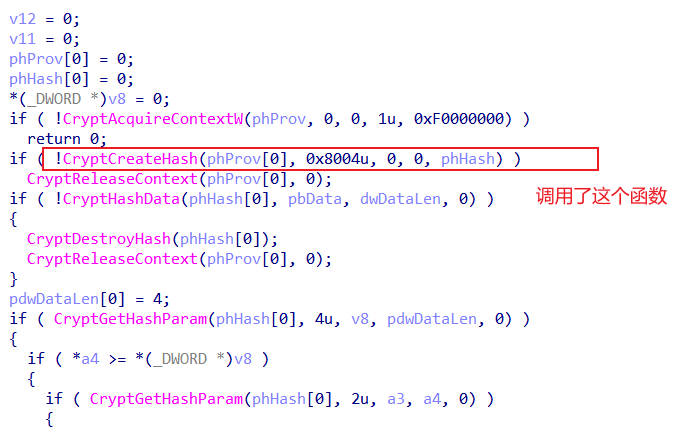 v12 = 0;
v11 = 0;
phProv[0] = 0;
phHash[0] = 0;
*(_DWORD *)v8 = 0;
if ( !CryptAcquireContextW(phProv, 0, 0, 1u, 0xF0000000) )
return 0;
if ( !CryptCreateHash(phProv[0], 0x8004u, 0, 0, phHash) )
CryptReleaseContext(phProv[0], 0);
调用了这个函数
if ( !CryptHashData(phHash[0], pbData, dwDataLen, 0) )
{
CryptDestroyHash(phHash[0]);
CryptReleaseContext(phProv[0], 0);
}
pdwDataLen[0] = 4;
if ( CryptGetHashParam(phHash[0], 4u, v8, pdwDataLen, 0) )
{
if ( *a4 >= *(_DWORD *)v8 )
{
if ( CryptGetHashParam(phHash[0], 2u, a3, a4, 0) )
{